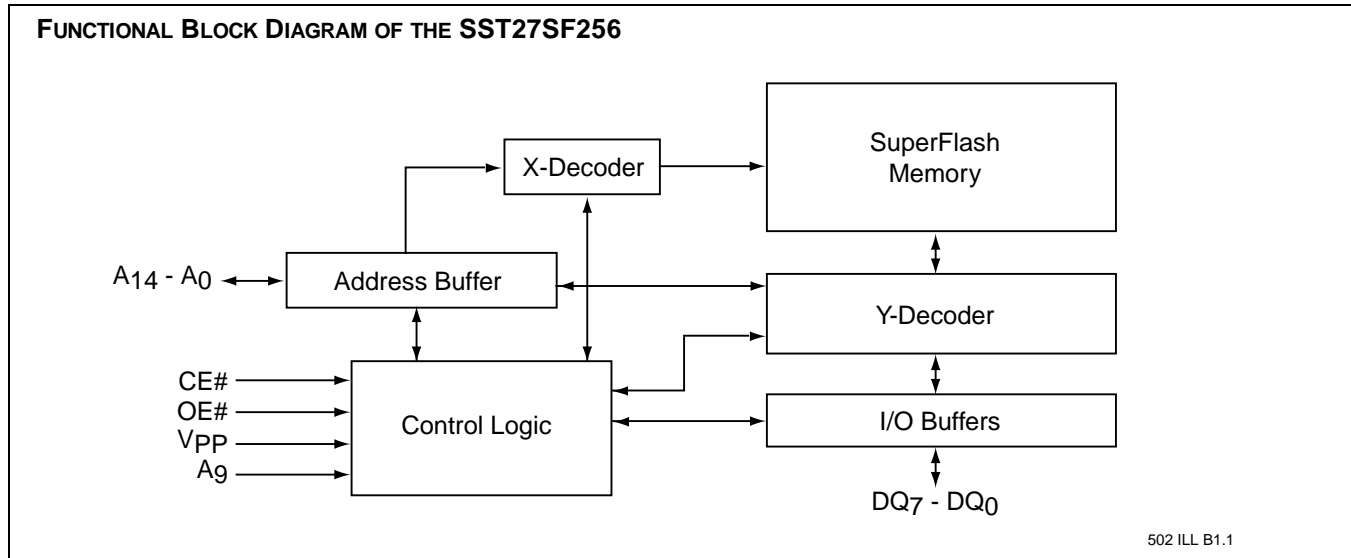 FUNCTIONAL BLOCK DIAGRAM OF THE SST27SF256
X-Decoder
SuperFlash
Memory
A14 - A0
Address Buffer
Y-Decoder
CE#
OE#
VPP
A9
Control Logic
I/O Buffers
DQ7 - DQ0
502 ILL B1.1